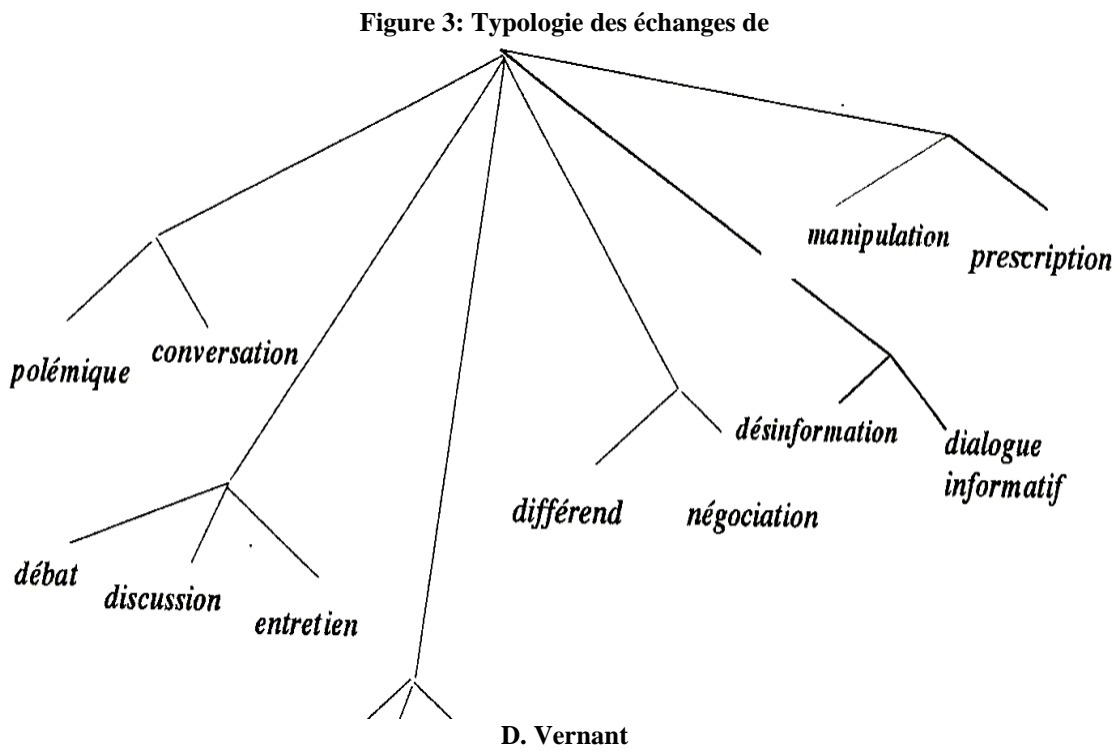 Figure 3: Typologie des échanges de
manipulation
prescription
polémique
conversation
désinformation
dialogue
informatif
différend
négociation
débat
discussion
entretien
D. Vernant